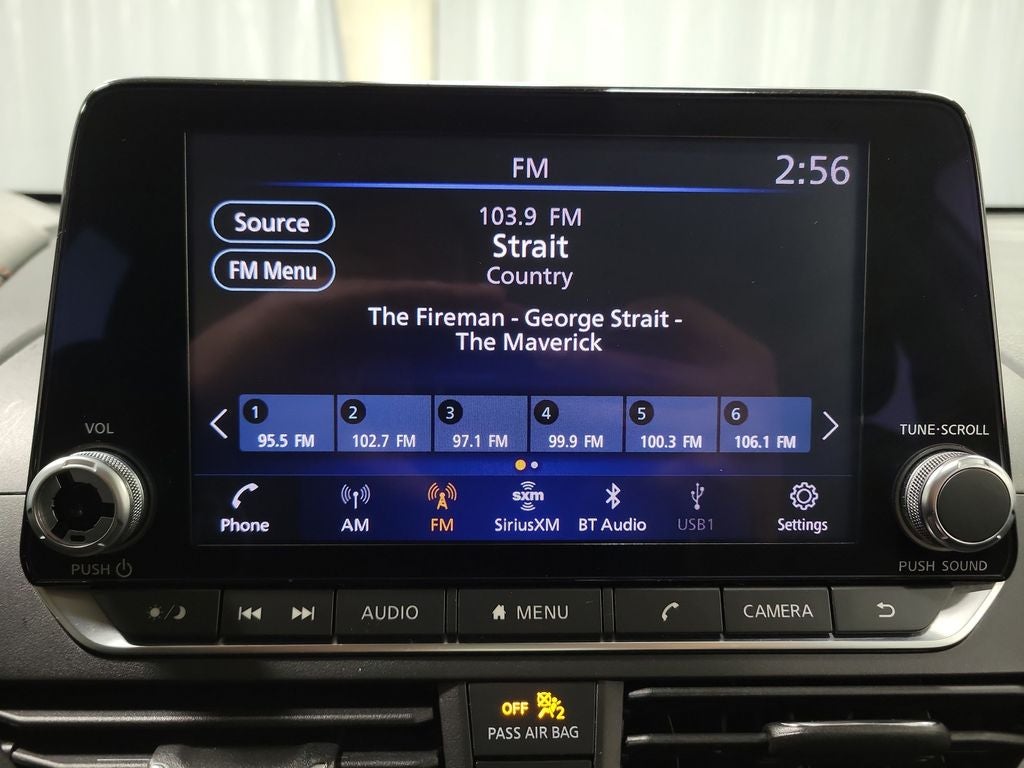 FM 2:56
Source
FM Menu
103.9 FM
Strait
Country
The Fireman - George Strait -
The Maverick
1 2 3 4 5 6
95.5 FM 102.7 FM 97.1 FM 99.9 FM 100.3 FM 106.1 FM
VOL
TUNE·SCROLL
sxm
Phone AM FM SiriusXM BT Audio USB1 Settings
PUSH
PUSH SOUND
AUDIO MENU CAMERA
OFF 2
PASS AIR BAG